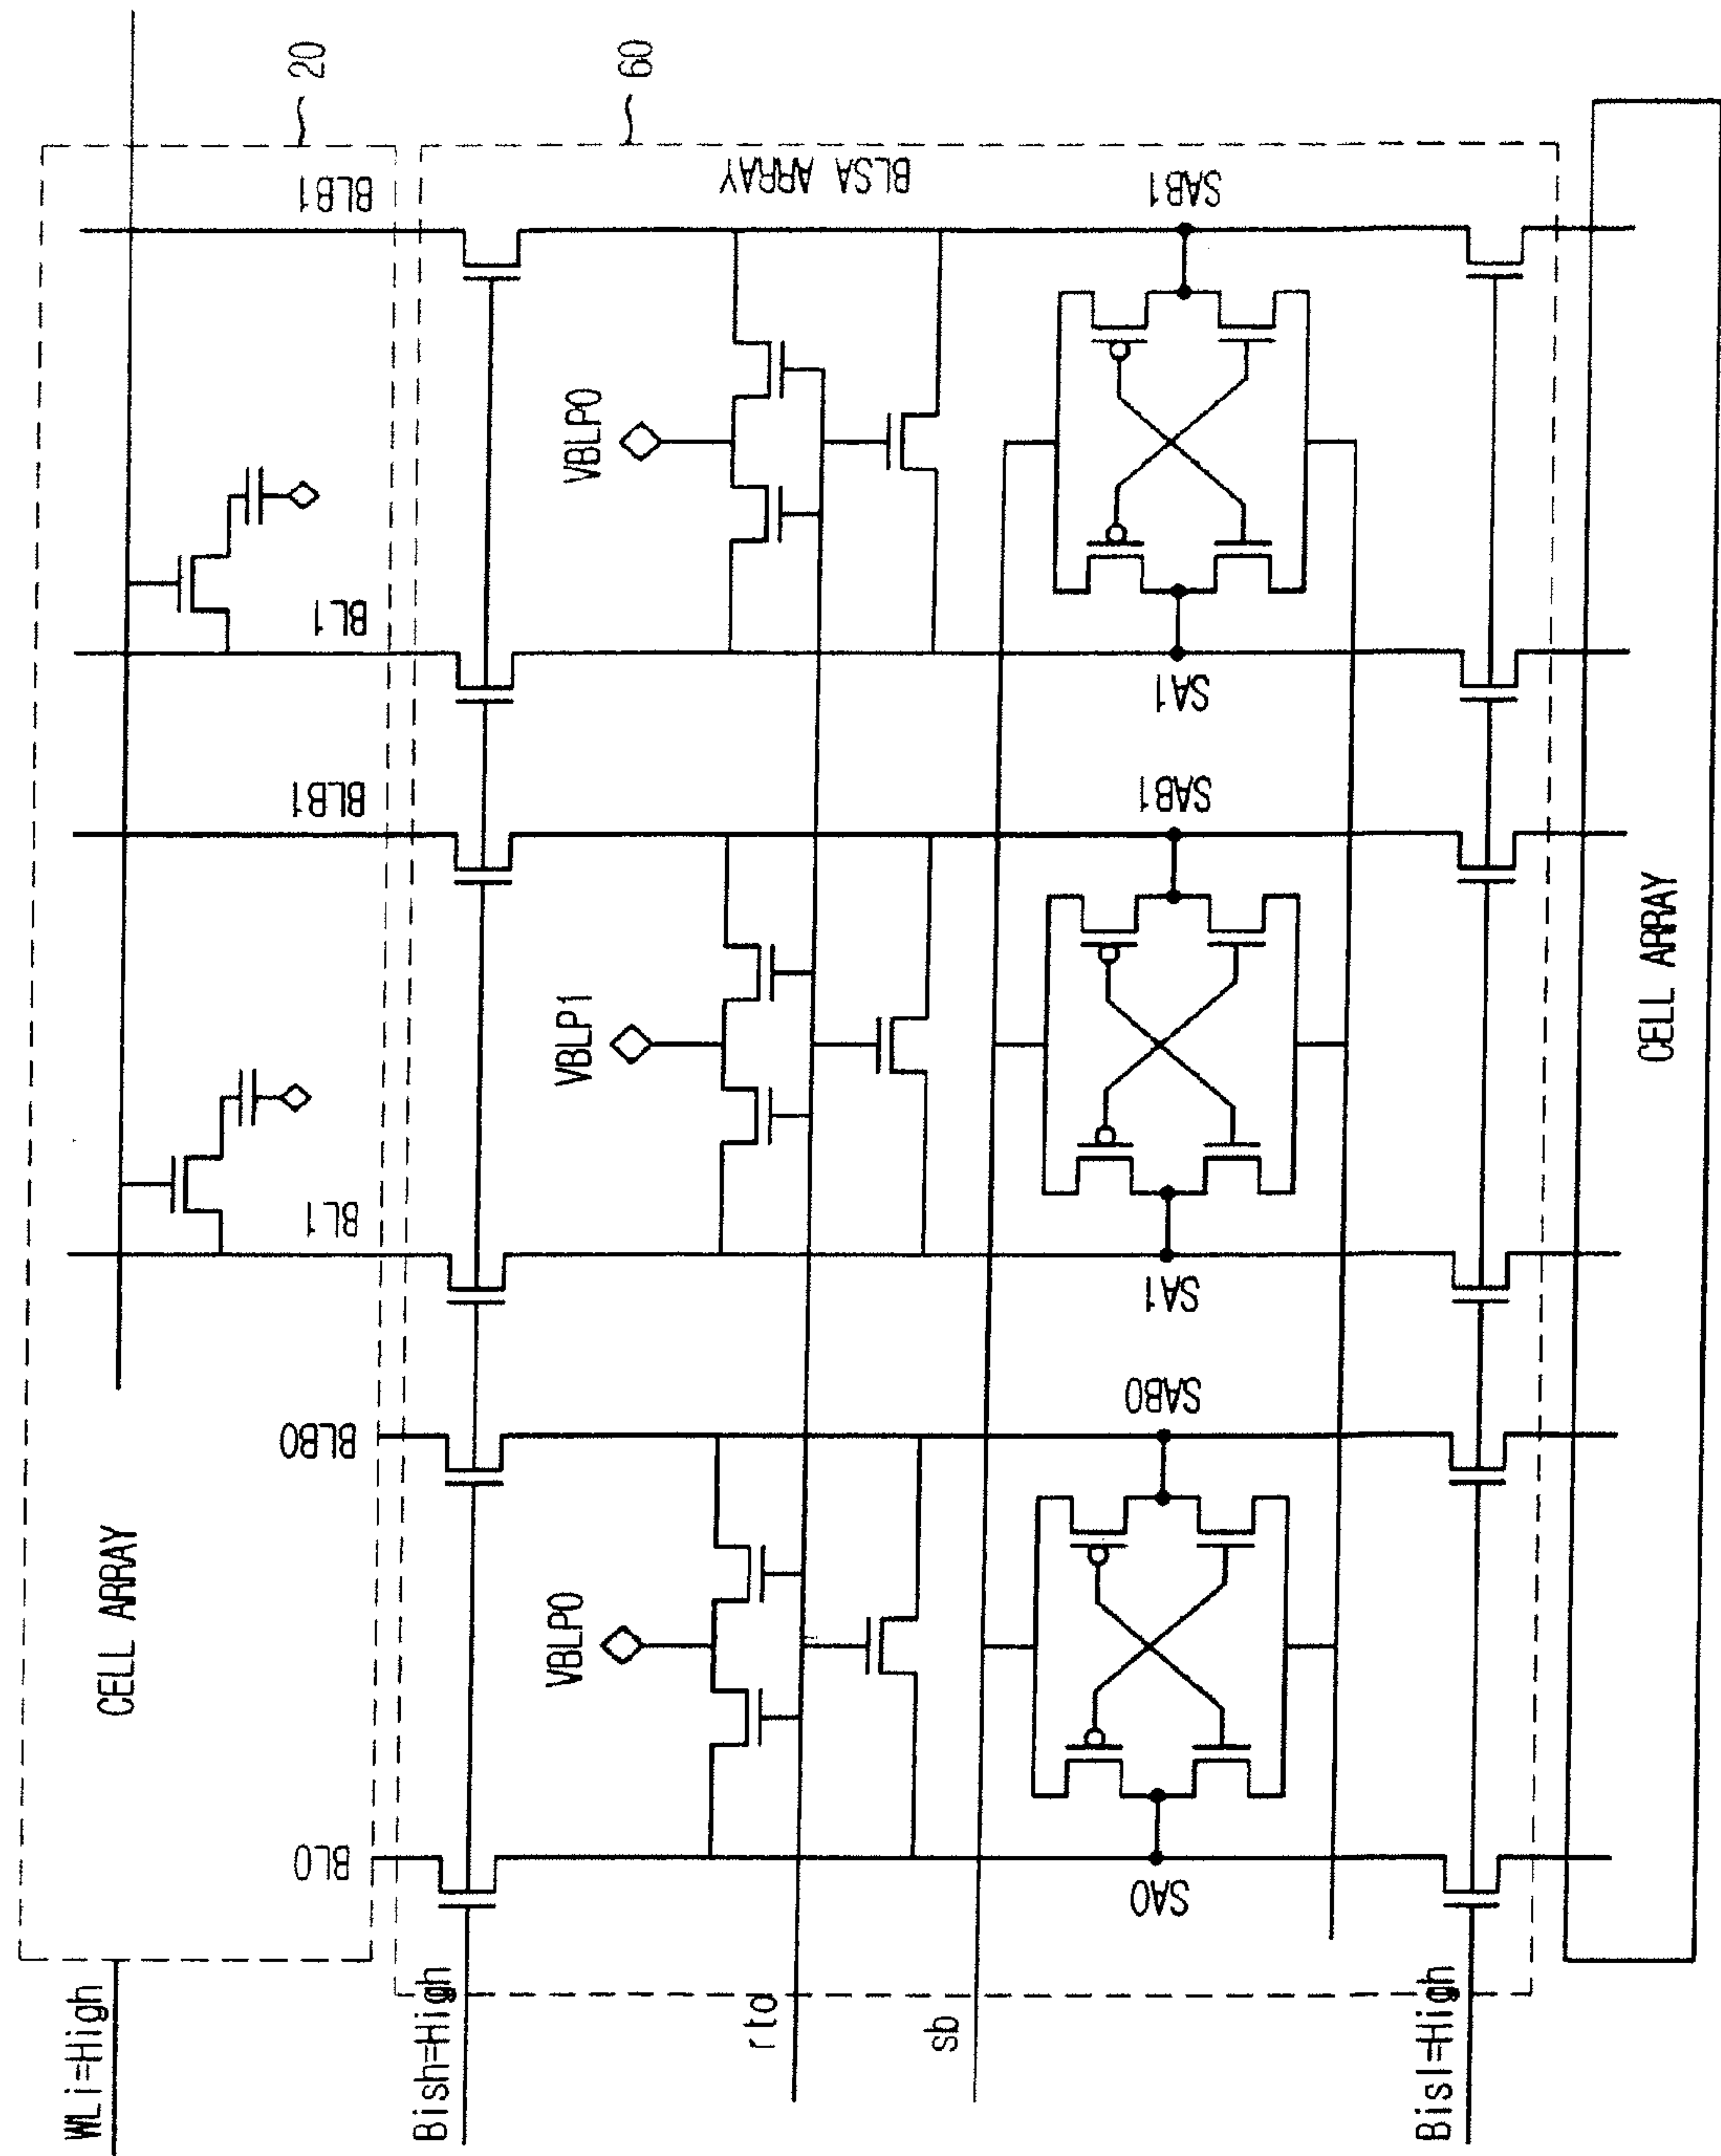 WLi=High
CELL ARRAY
20
BL0
BLB0
BL1
BLB1
BL1
BLB1
Bish=High
60
BLSA ARRAY
VBLP0
VBLP1
VBLP0
rto
sb
SA0
SAB0
SA1
SAB1
SA1
SAB1
Bisl=High
CELL ARRAY